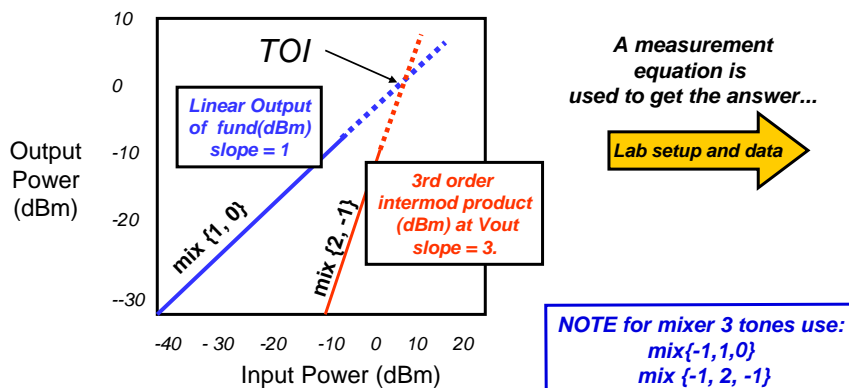 10
0
-10
-20
--30
Output
Power
(dBm)
TOI
Linear Output
of fund(dBm)
slope = 1
3rd order
intermod product
(dBm) at Vout
slope = 3.
mix {1, 0}
mix {2, -1}
-40 -30 -20 -10 0 10 20
Input Power (dBm)
A measurement
equation is
used to get the answer...
Lab setup and data
NOTE for mixer 3 tones use:
mix{-1,1,0}
mix {-1, 2, -1}